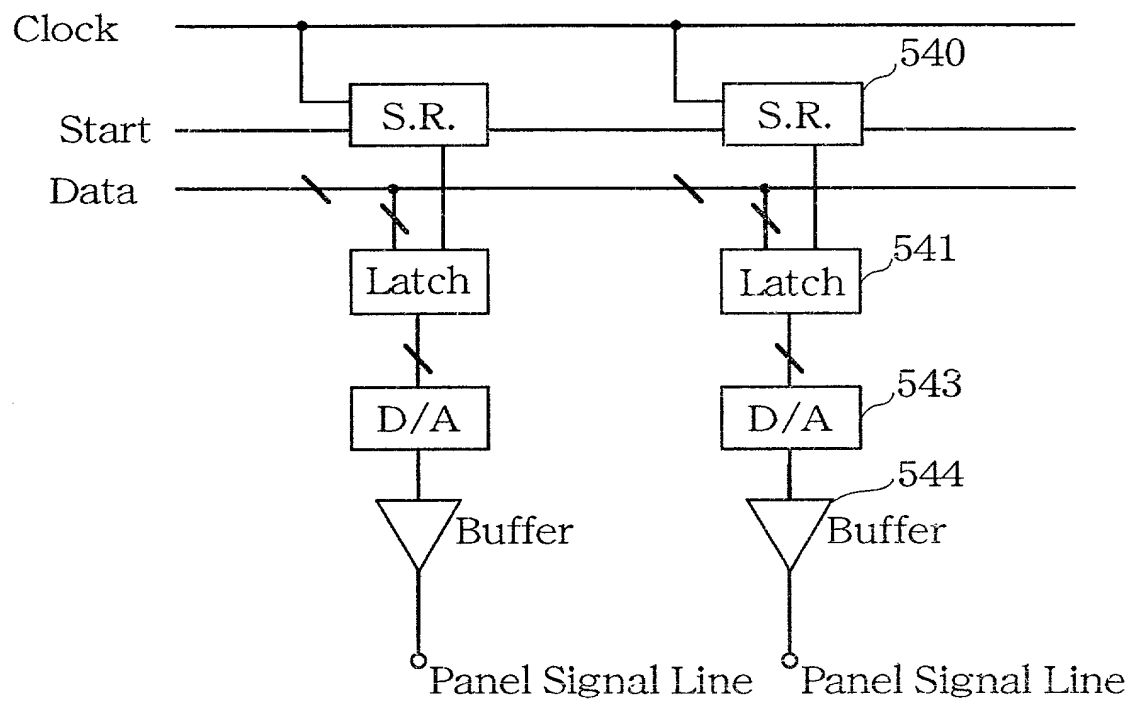 Clock
540
S.R.
S.R.
Start
Data
541
Latch
Latch
543
D/A
D/A
544
Buffer
Buffer
Panel Signal Line
Panel Signal Line